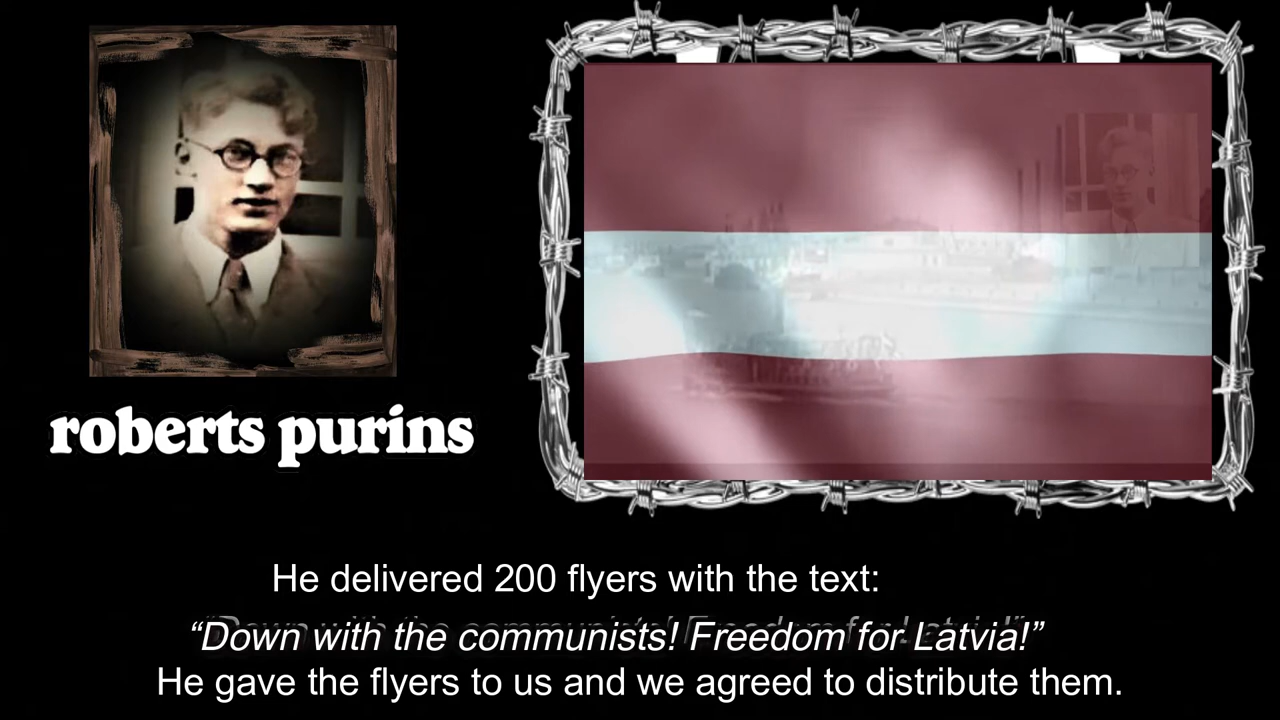 roberts purins
He delivered 200 flyers with the text:
“Down with the communists! Freedom for Latvia!”
He gave the flyers to us and we agreed to distribute them.